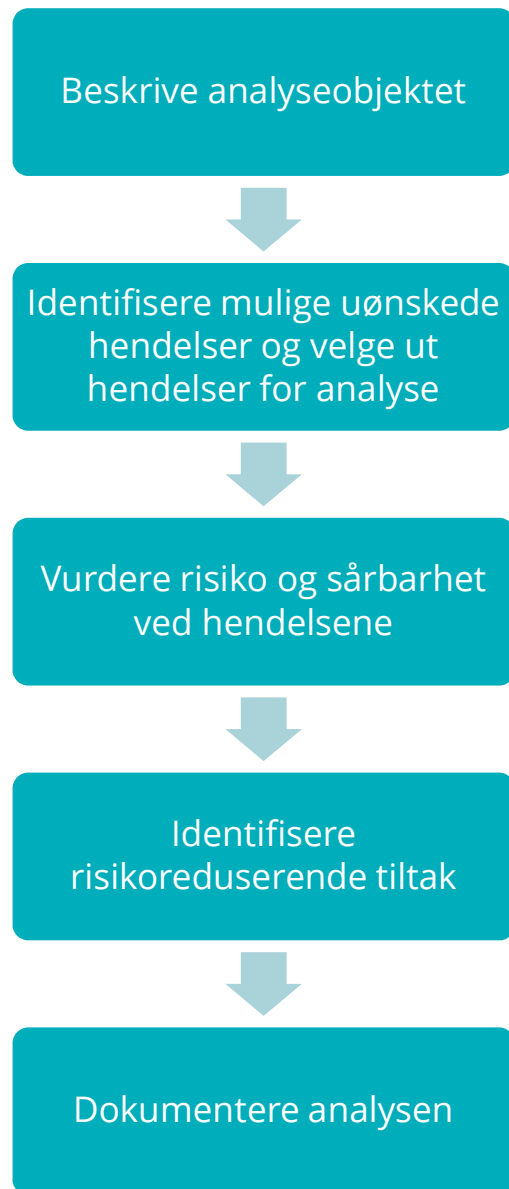 Beskrive analyseobjektet
Identifisere mulige uønskede
hendelser og velge ut
hendelser for analyse
Vurdere risiko og sårbarhet
ved hendelsene
Identifisere
risikoreduserende tiltak
Dokumentere analysen